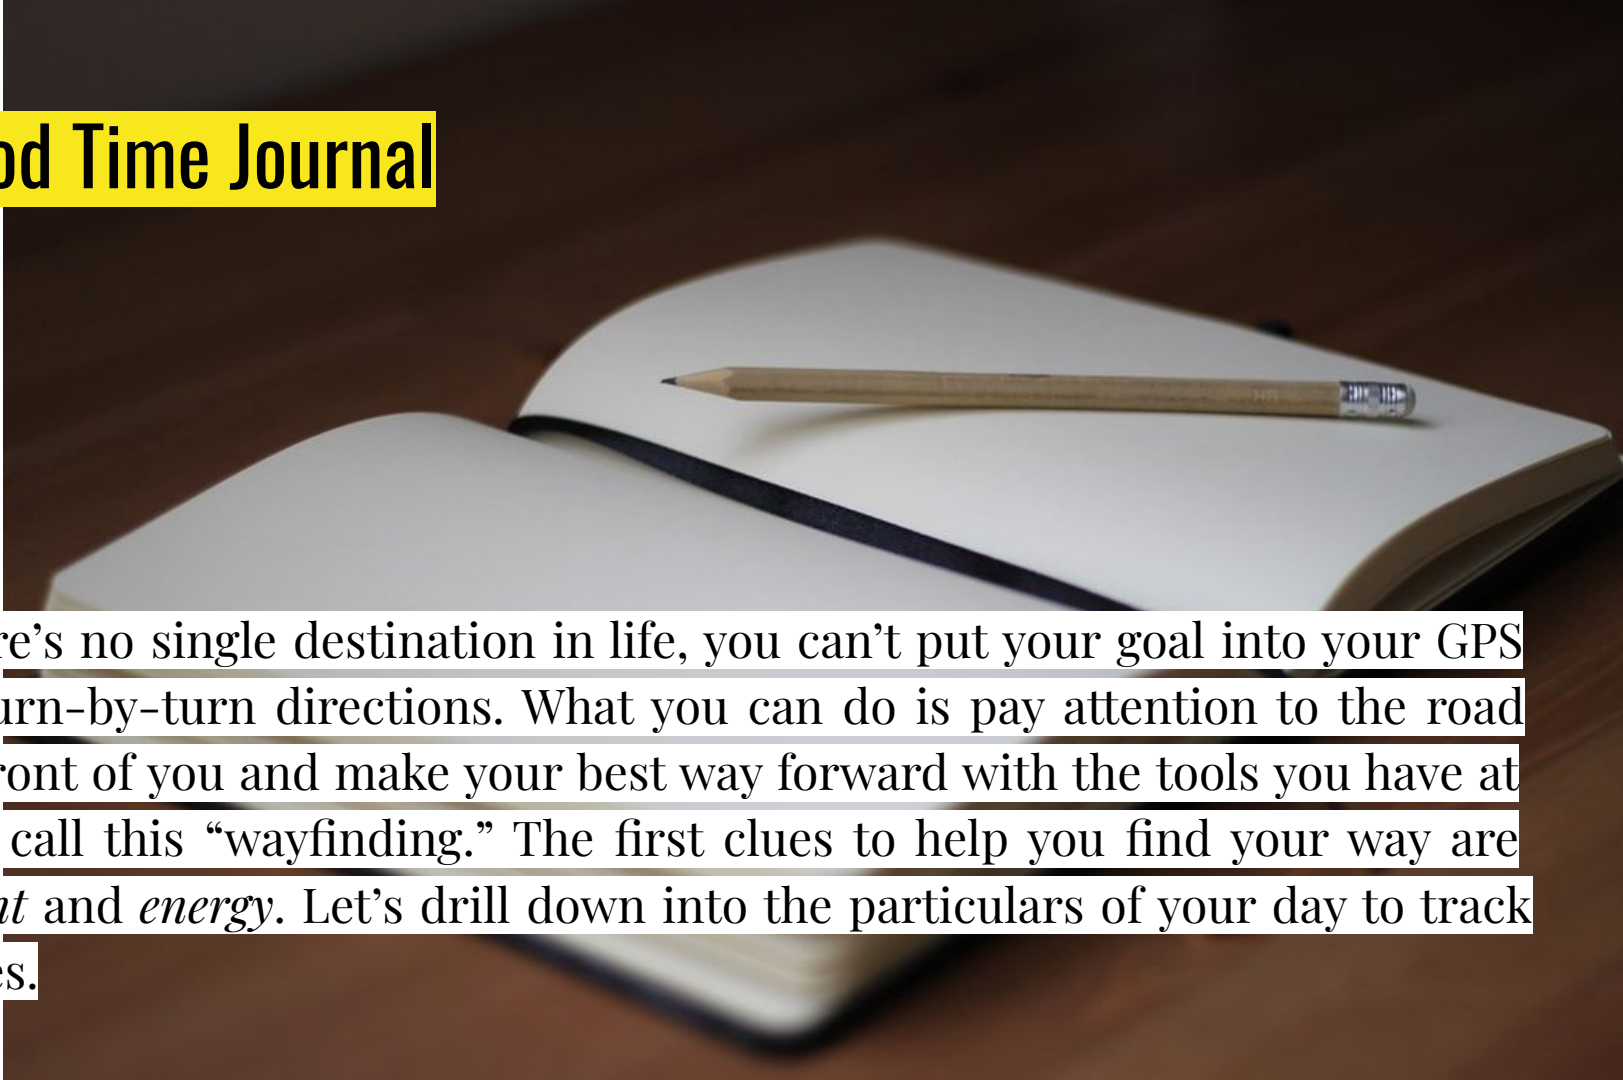 od Time Journal
HB
re’s no single destination in life, you can’t put your goal into your GPS
urn-by-turn directions. What you can do is pay attention to the road
ront of you and make your best way forward with the tools you have at
call this “wayfinding.” The first clues to help you find your way are
nt and energy. Let’s drill down into the particulars of your day to track
es.